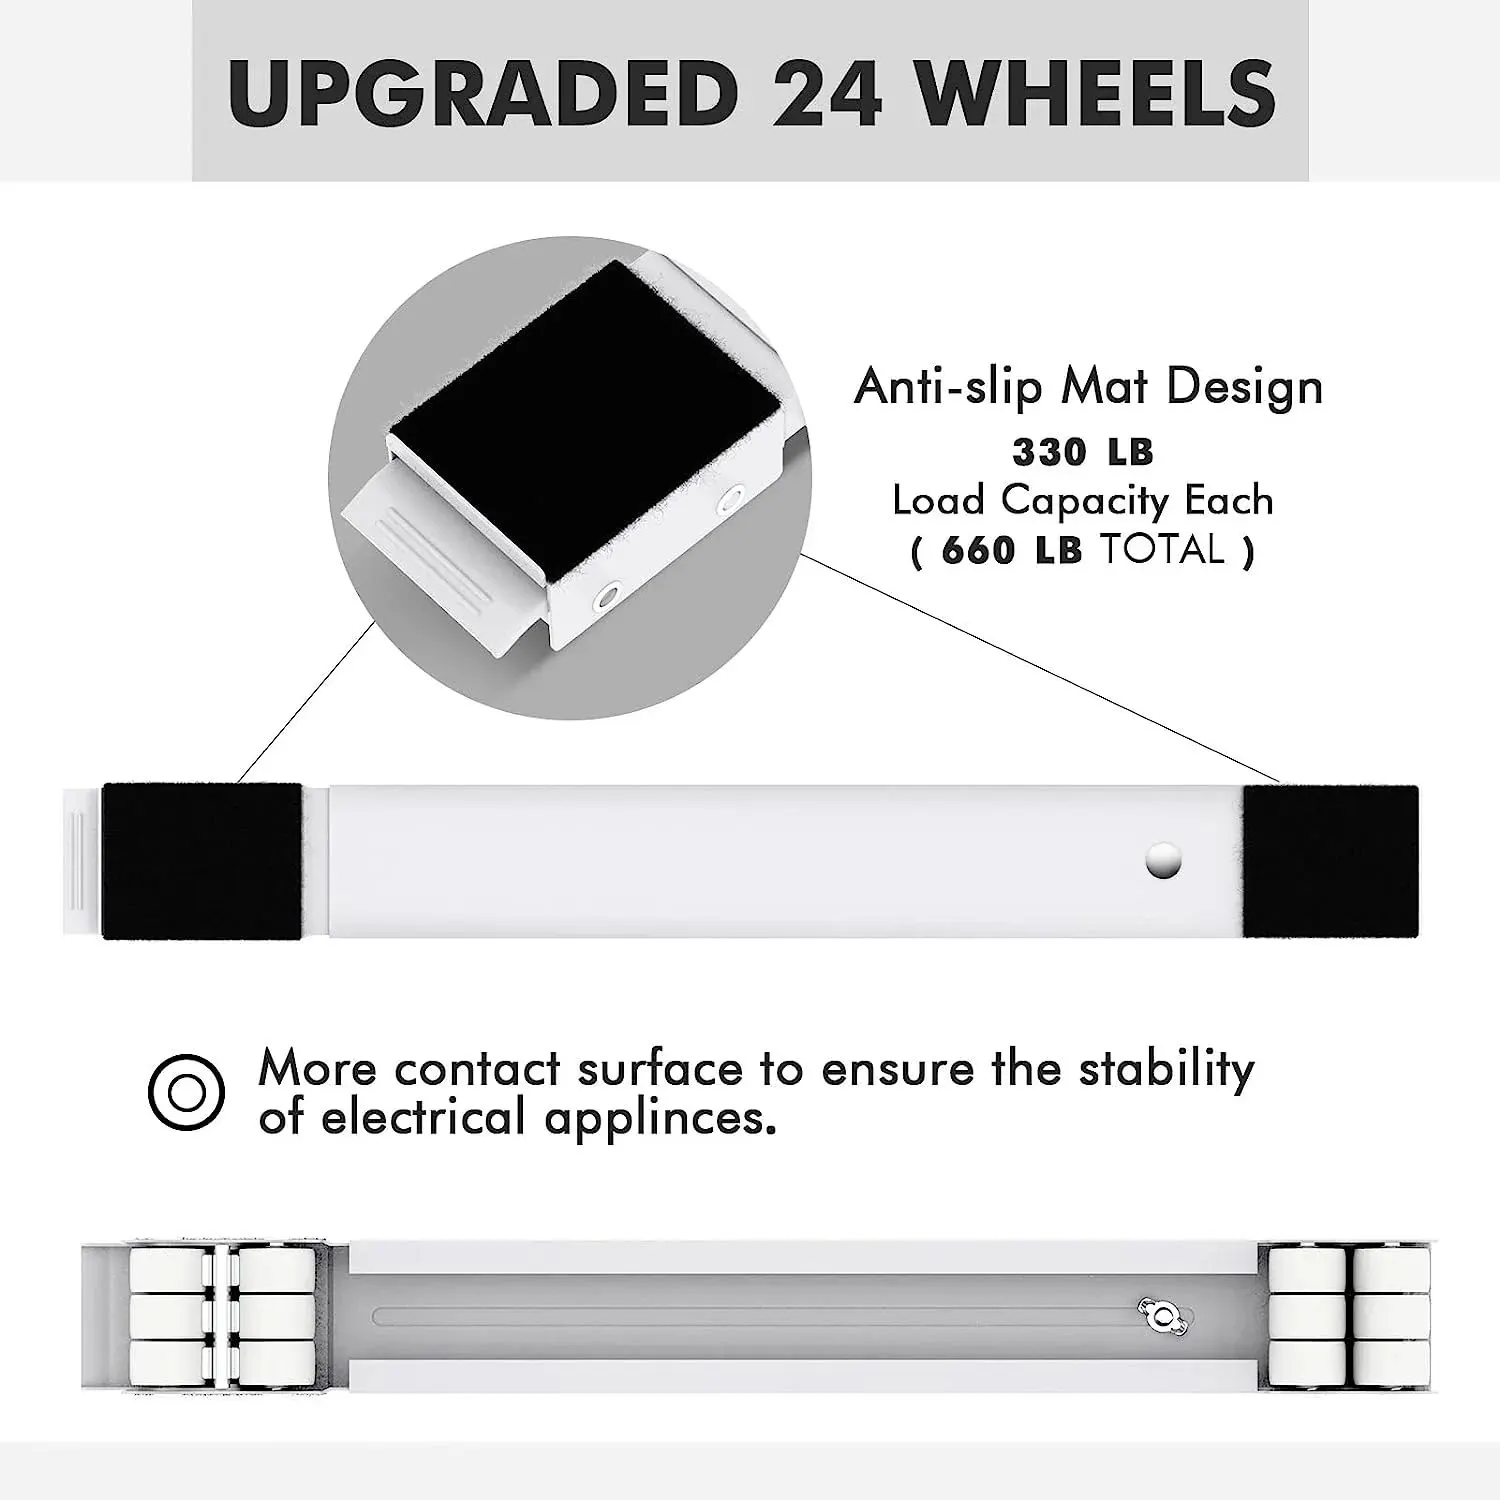 UPGRADED 24 WHEELS
Anti-slip Mat Design
330 LB
Load Capacity Each
( 660 LB TOTAL )
More contact surface to ensure the stability
of electrical applinces.